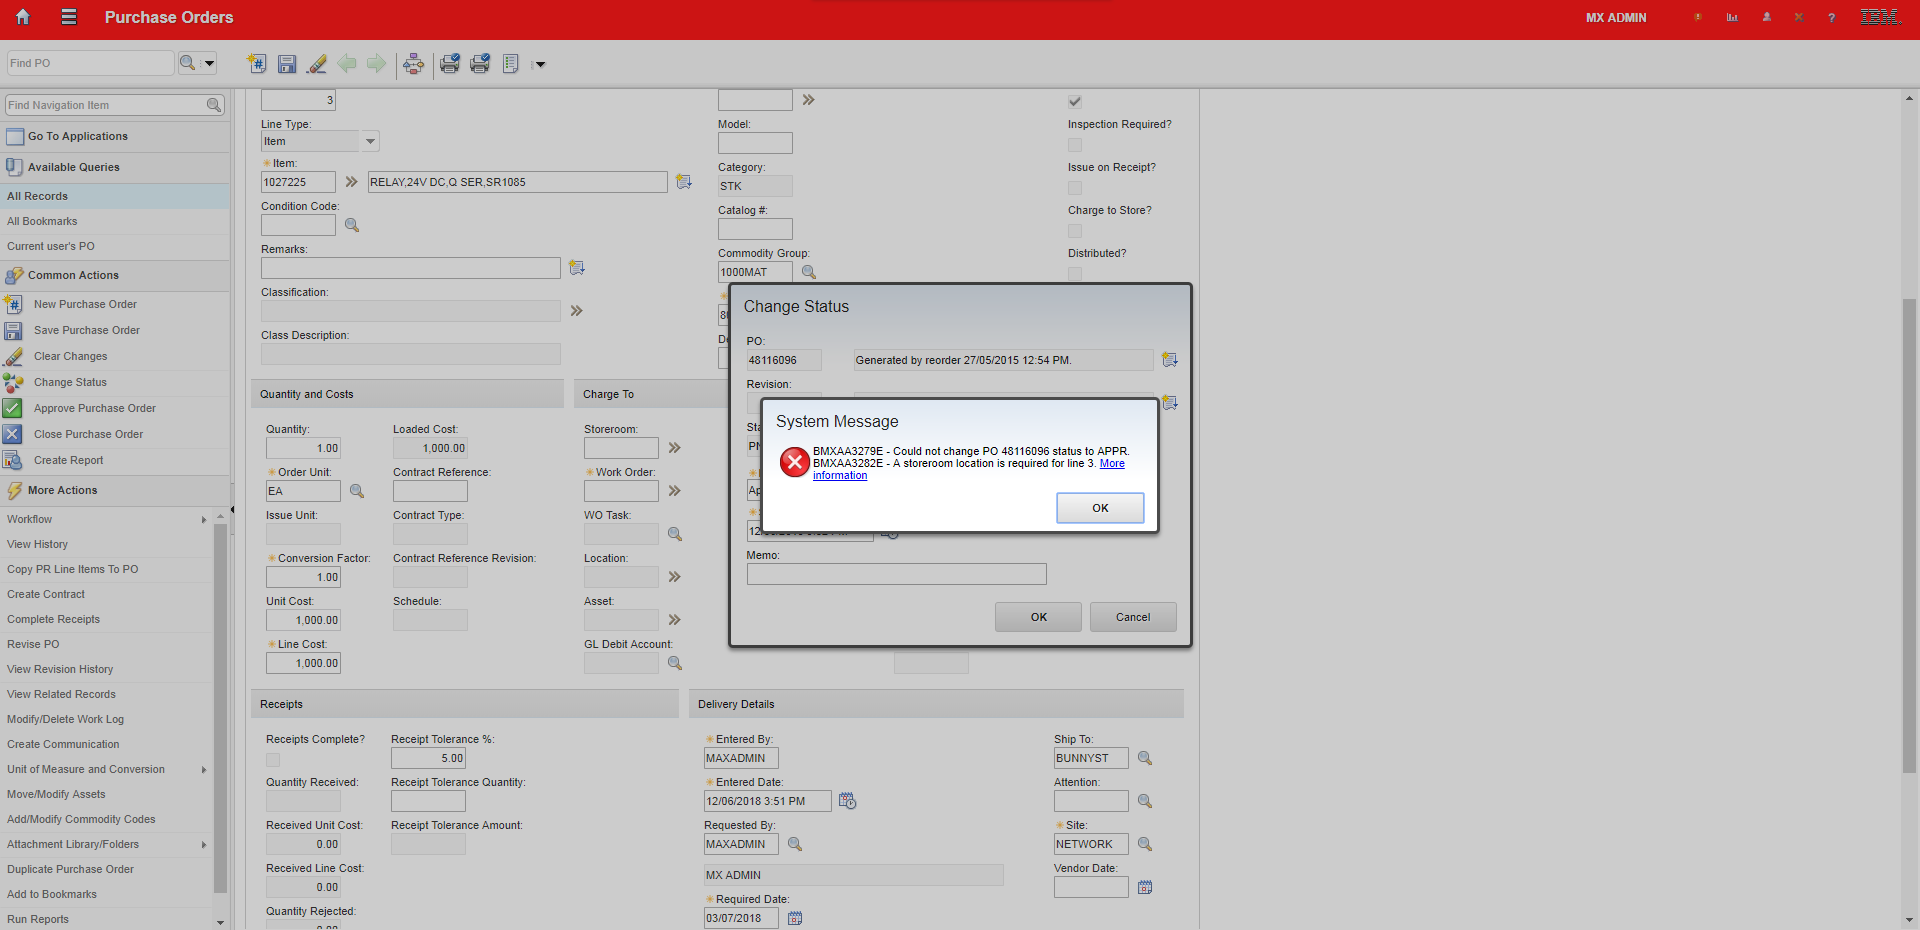 Purchase Orders
MX ADMIN
?
IBM.
Find PO
Find Navigation Item
Go To Applications
Available Queries
All Records
All Bookmarks
Current user's PO
Common Actions
New Purchase Order
Save Purchase Order
Clear Changes
Change Status
Approve Purchase Order
Close Purchase Order
Create Report
More Actions
Workflow
View History
Copy PR Line Items To PO
Create Contract
Complete Receipts
Revise PO
View Revision History
View Related Records
Modify/Delete Work Log
Create Communication
Unit of Measure and Conversion
Move/Modify Assets
Add/Modify Commodity Codes
Attachment Library/Folders
Duplicate Purchase Order
Add to Bookmarks
Run Reports
3
Line Type:
Item
Item:
1027225
RELAY,24V DC,Q SER,SR1085
Condition Code:
Remarks:
Classification:
Class Description:
Model:
Category:
STK
Catalog #:
Commodity Group:
1000MAT
Inspection Required?
Issue on Receipt?
Charge to Store?
Distributed?
Quantity and Costs
Quantity:
1.00
Loaded Cost:
1,000.00
Order Unit:
EA
Contract Reference:
Issue Unit:
Contract Type:
Conversion Factor:
1.00
Contract Reference Revision:
Unit Cost:
1,000.00
Schedule:
Line Cost:
1,000.00
Charge To
Storeroom:
Work Order:
WO Task:
Location:
Asset:
GL Debit Account:
Change Status
PO:
48116096
Generated by reorder 27/05/2015 12:54 PM.
Revision:
System Message
BMXAA3279E - Could not change PO 48116096 status to APPR.
BMXAA3282E - A storeroom location is required for line 3. More
information
OK
Memo:
OK
Cancel
Receipts
Receipts Complete?
Receipt Tolerance %:
5.00
Quantity Received:
Receipt Tolerance Quantity:
Received Unit Cost:
0.00
Receipt Tolerance Amount:
Received Line Cost:
0.00
Quantity Rejected:
0.00
Delivery Details
Entered By:
MAXADMIN
Entered Date:
12/06/2018 3:51 PM
Requested By:
MAXADMIN
MX ADMIN
Required Date:
03/07/2018
Ship To:
BUNNYST
Attention:
Site:
NETWORK
Vendor Date: